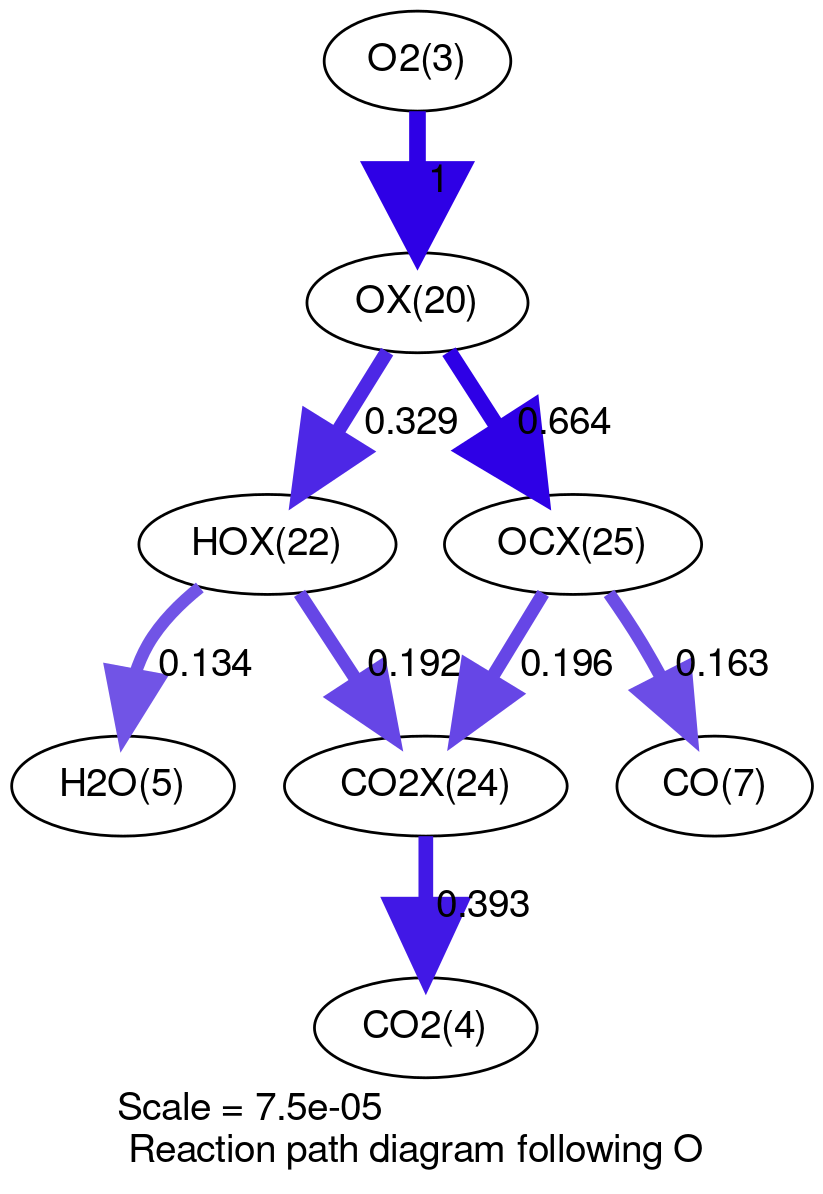 O2(3)
1
OX(20)
0.329
0.664
HOX(22)
OCX(25)
0.134
0.192
0.196
0.163
H2O(5)
CO2X(24)
CO(7)
0.393
CO2(4)
Scale = 7.5e-05
Reaction path diagram following O